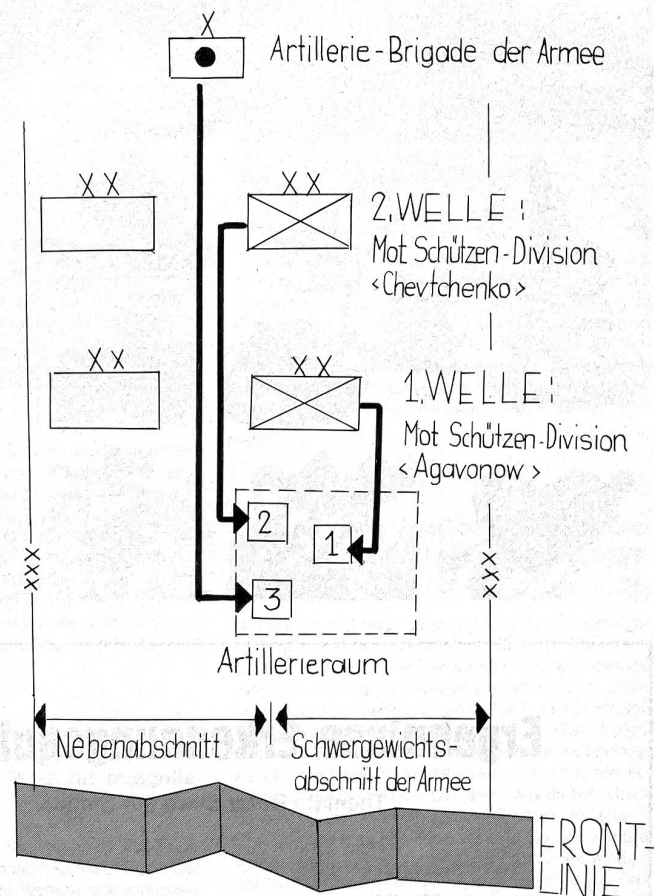 X
Artillerie-Brigade der Armee
XX
XX
2.WELLE:
Mot Schützen-Division
<Chevtchenko>
XX
XX
1.WELLE:
Mot Schützen-Division
<Agavonow>
2
1
3
XXX
XXX
Artillerieraum
Nebenabschnitt
Schwergewichts-
abschnitt der Armee
FRONT-
LINIE